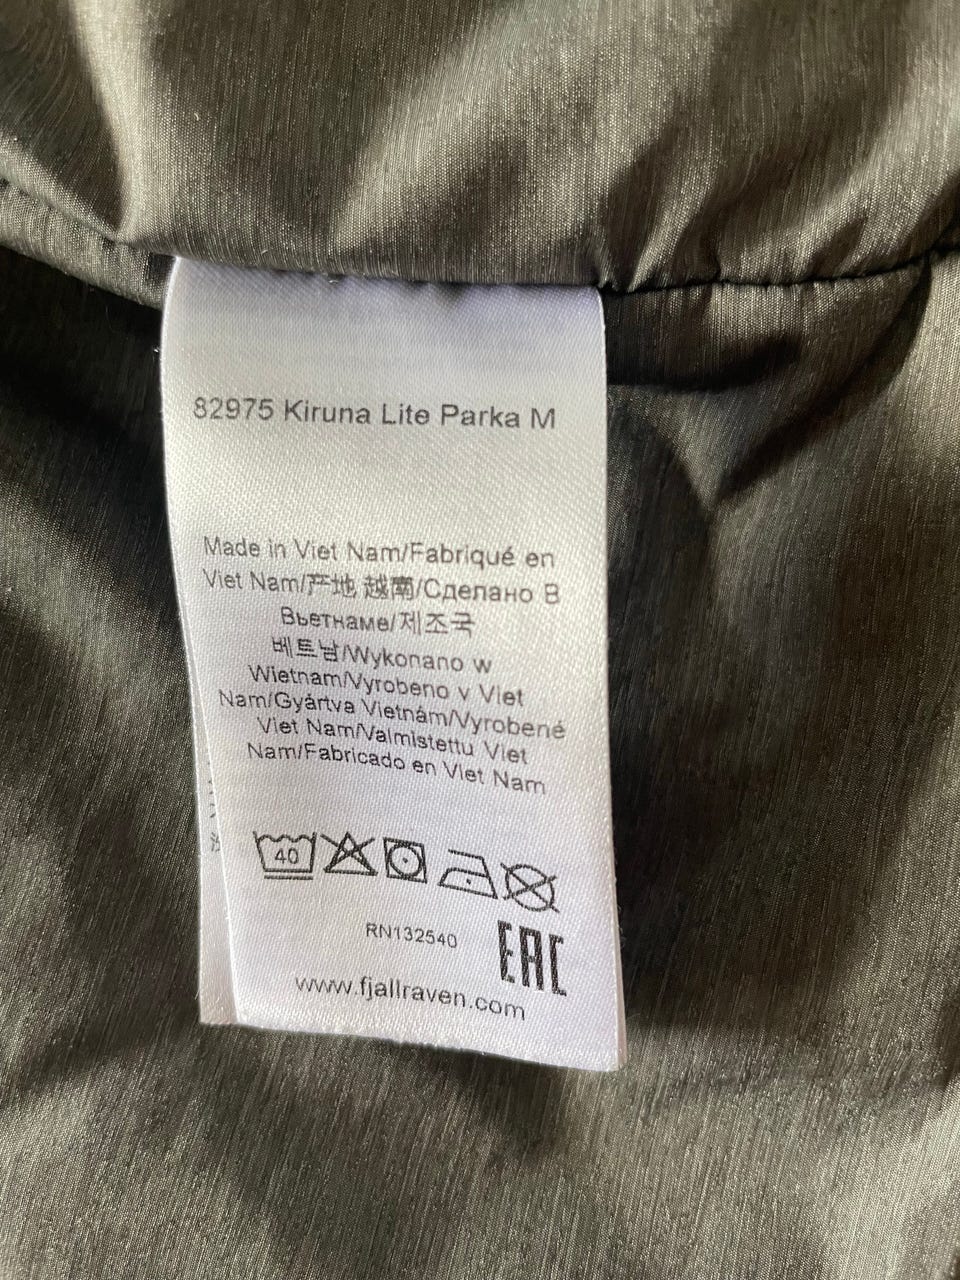 82975 Kiruna Lite Parka M
Made in Viet Nam/Fabriqué en
Viet Nam/产地 越南/Сделано В
Вьетнаме/제조국
베트남/Wykonano w
Wietnam/Vyrobeno v Viet
Nam/Gyártva Vietnám/Vyrobené
Viet Nam/Valmistettu Viet
Nam/Fabricado en Viet Nam
40
RN132540
EAC
www.fjallraven.com